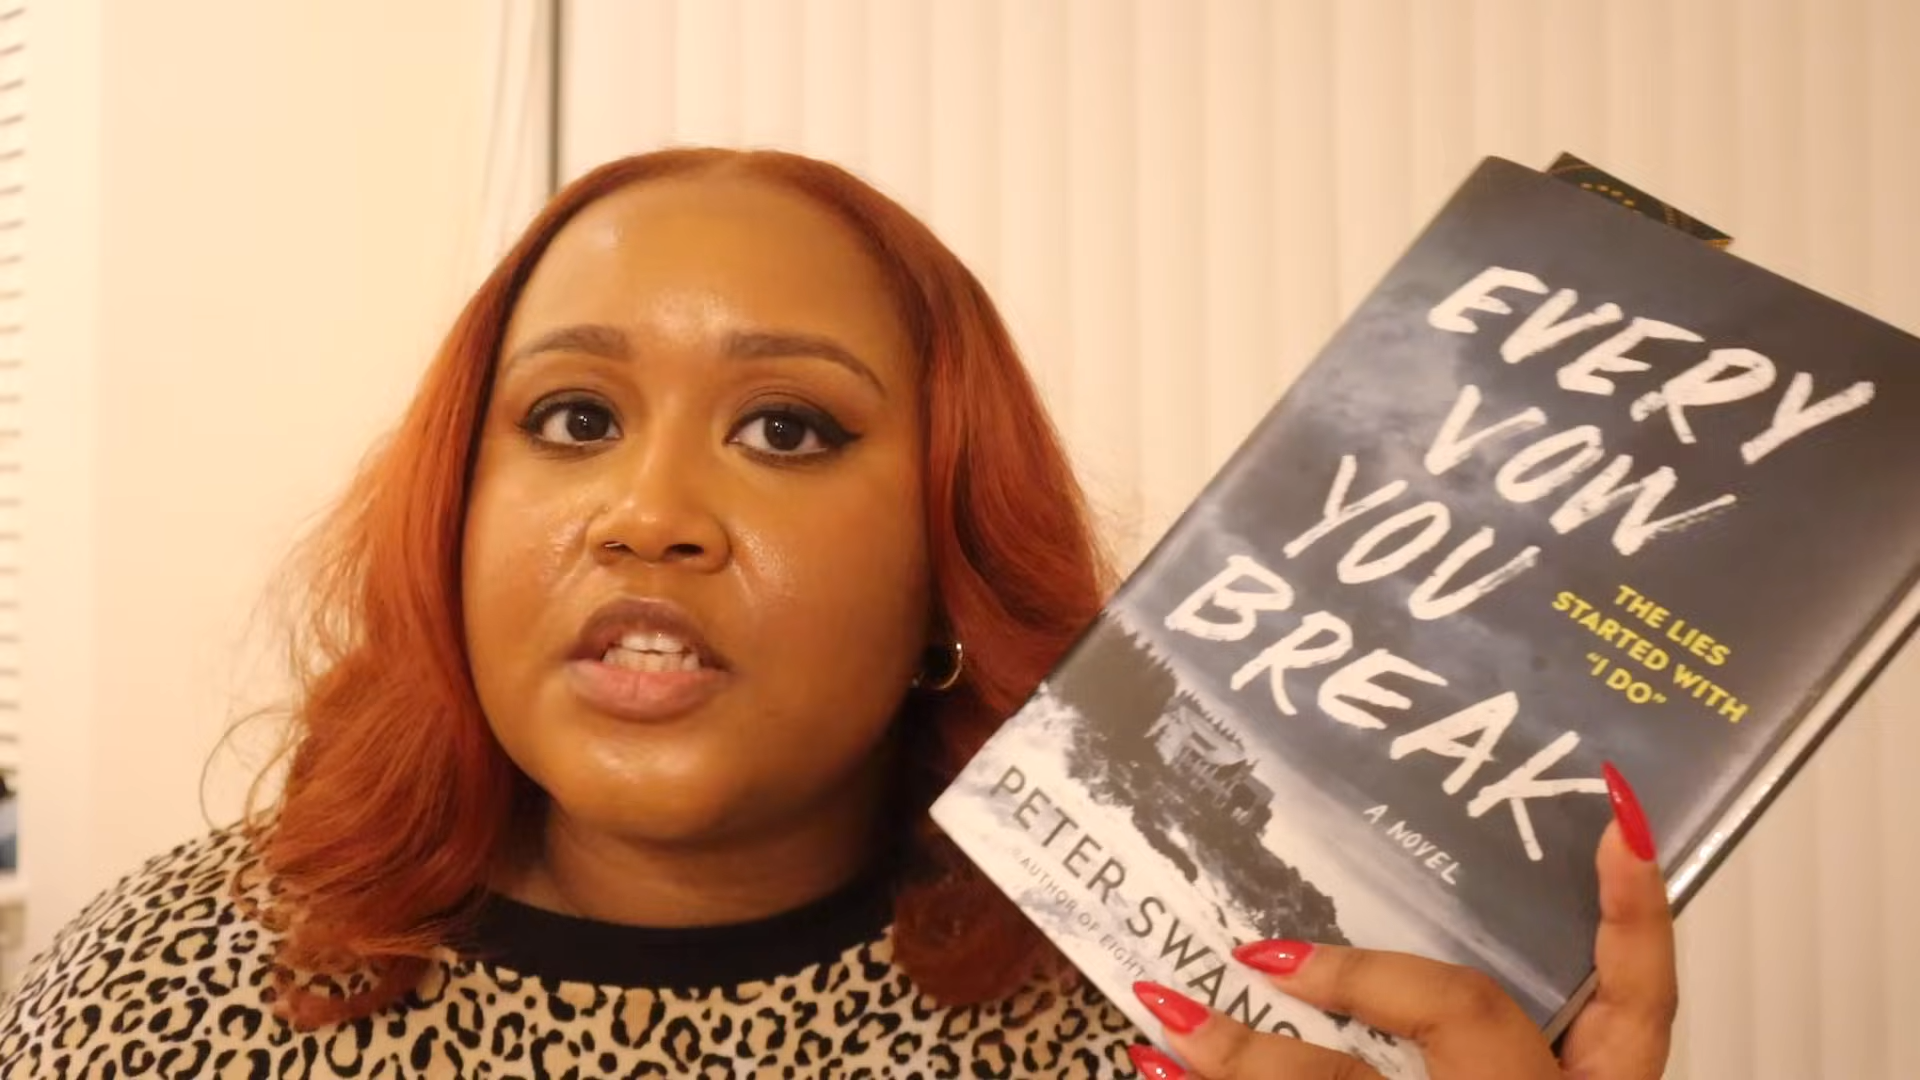 EVERY
VOW
YOU
BREAK
THE LIES
STARTED WITH
"I DO"
A NOVEL
PETER SWANS
AUTHOR OF EIGHT